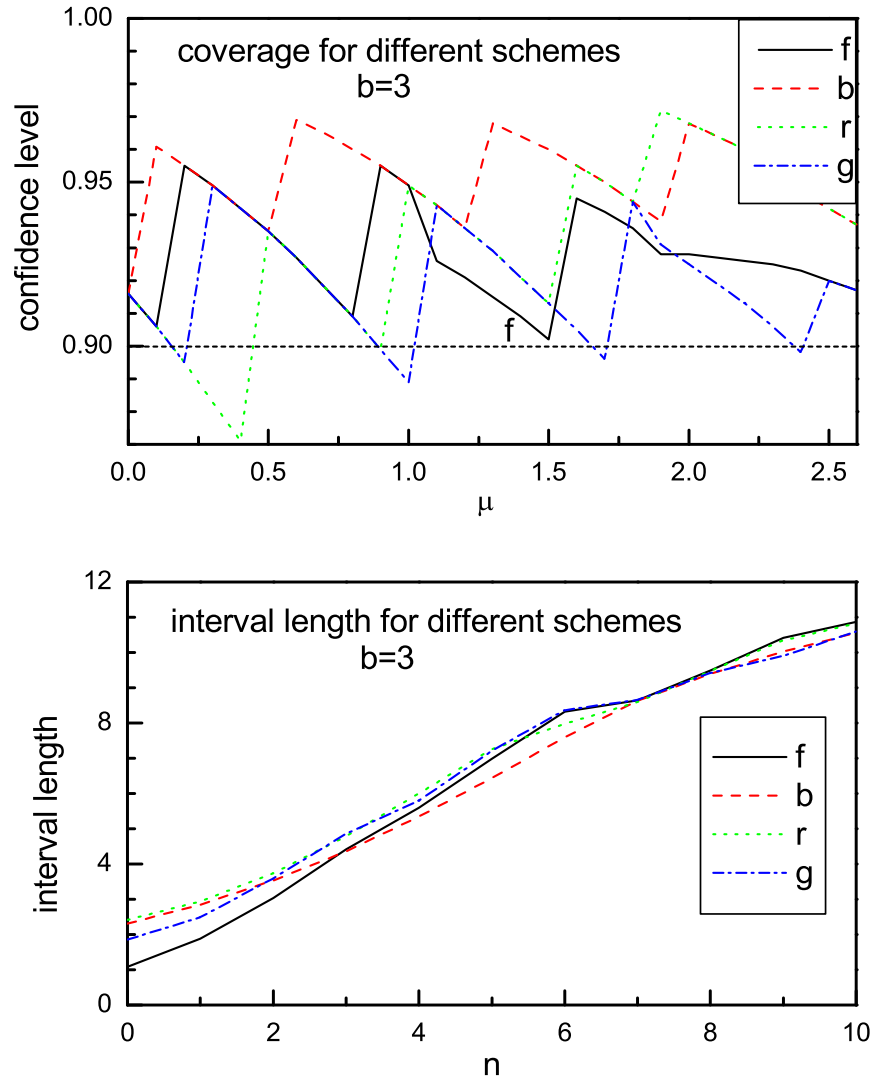 1.00
coverage for different schemes
b=3
f
b
r
g
confidence level
0.95
0.90
f
0.0
0.5
1.0
1.5
2.0
2.5
μ
12
interval length for different schemes
b=3
8
interval length
f
b
r
g
4
0
0
2
4
6
8
10
n